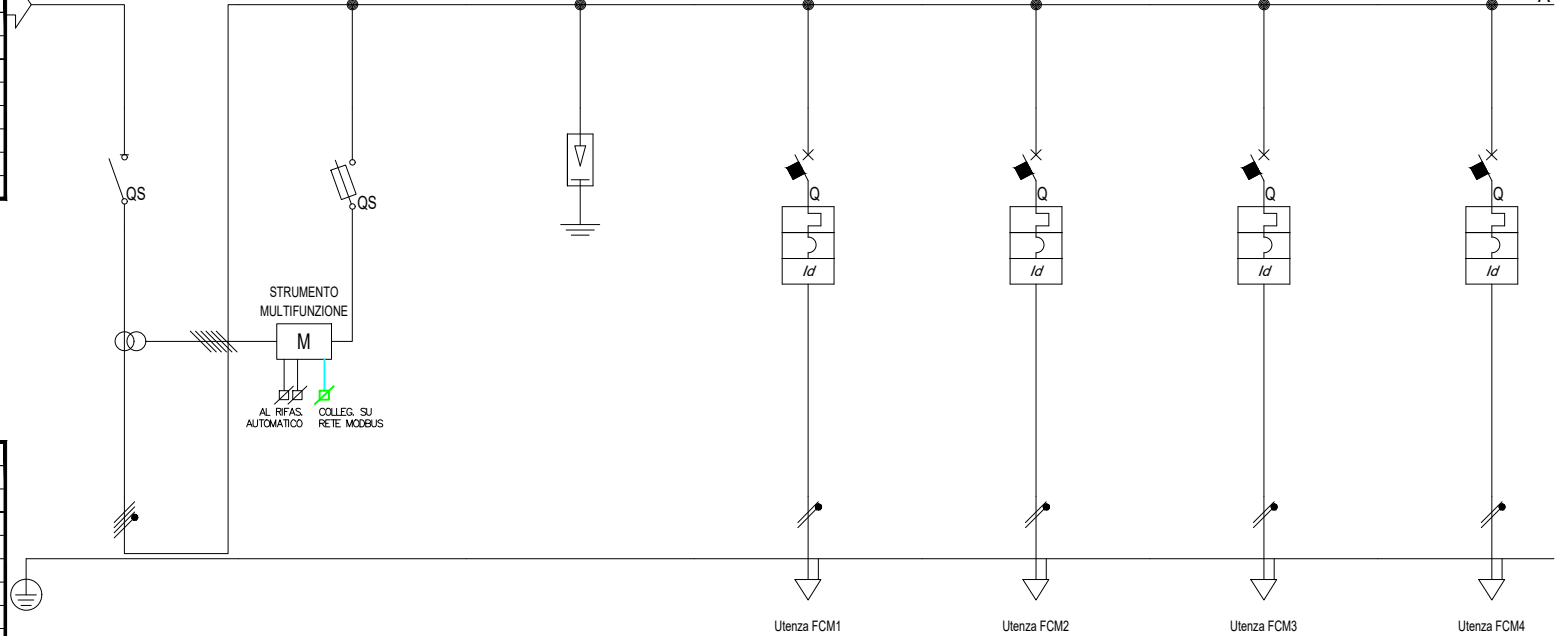 QS
QS
Q
Q
Q
Q
Id
Id
Id
Id
STRUMENTO
MULTIFUNZIONE
M
AL RIFAS.
AUTOMATICO
COLLEG. SU
RETE MODBUS
Utenza FCM1
Utenza FCM2
Utenza FCM3
Utenza FCM4